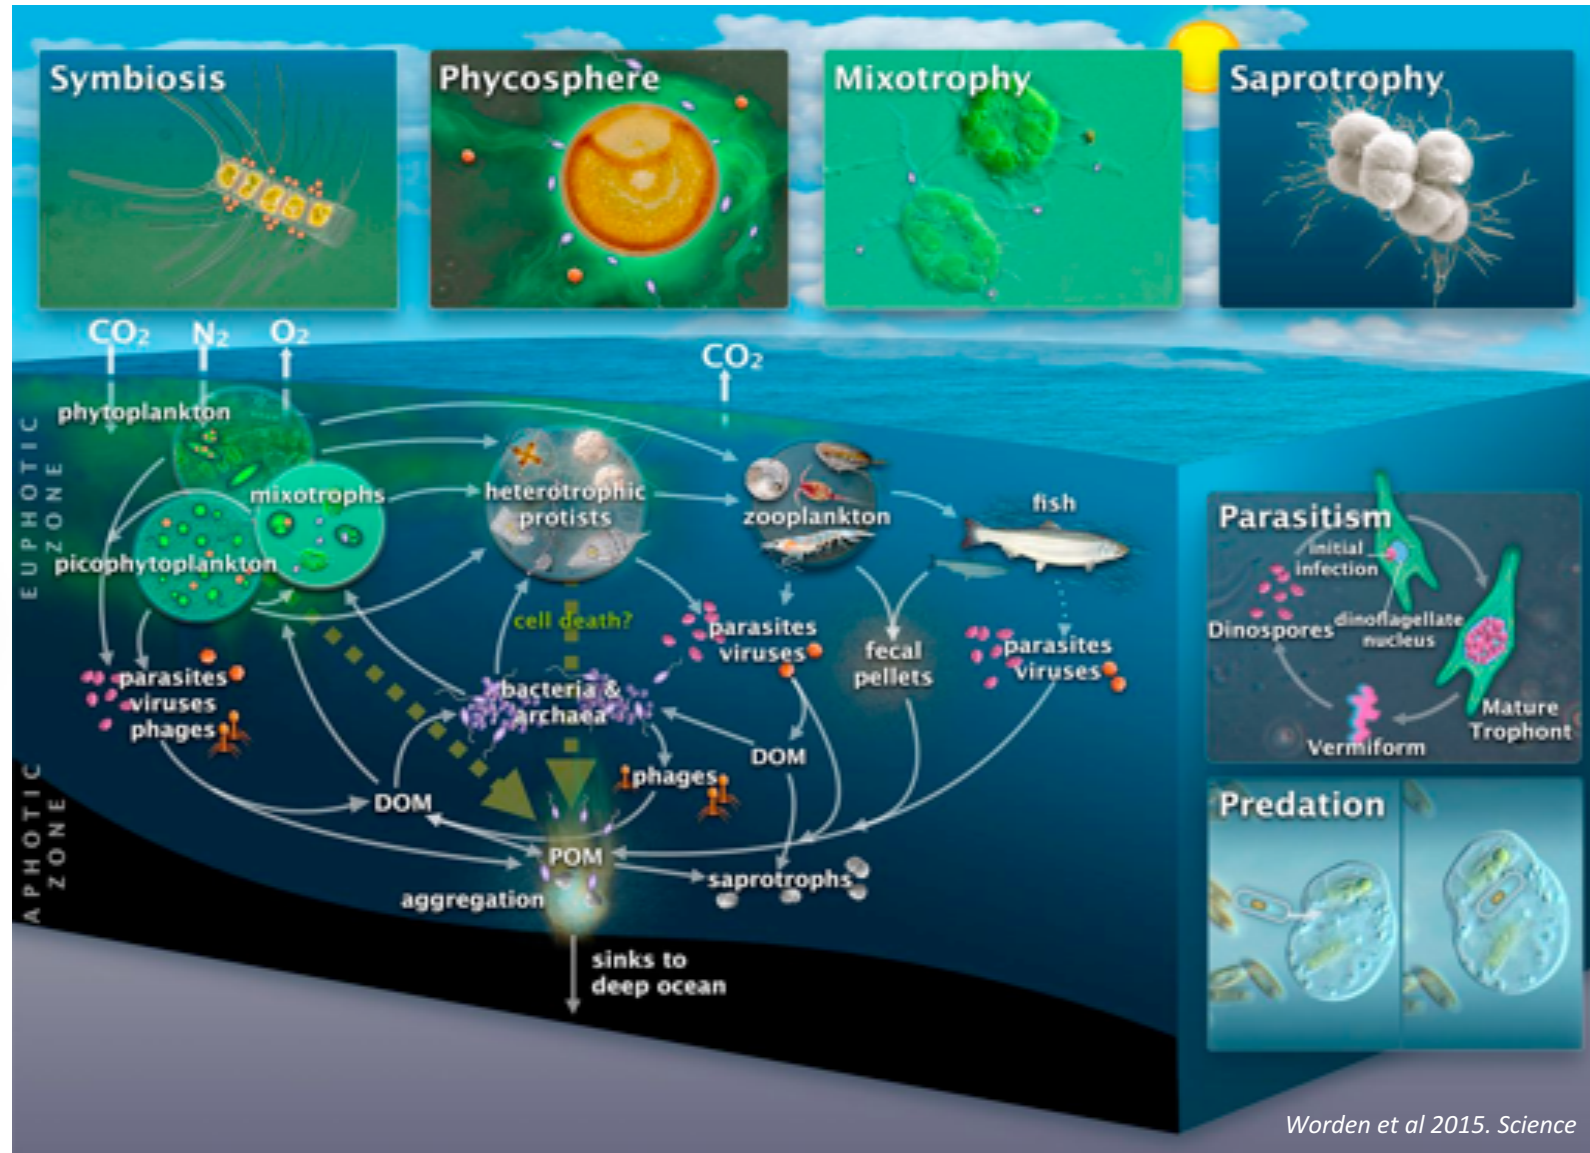 Symbiosis
Phycosphere
Mixotrophy
Saprotrophy
CO₂
N₂
O₂
CO₂
EUPHOTIC
ZONE
phytoplankton
mixotrophs
picophytoplankton
heterotrophic
protists
zooplankton
fish
cell death?
parasites
viruses
phages
bacteria &
archaea
parasites
viruses
fecal
pellets
parasites
viruses
DOM
phages
DOM
APHOTIC
ZONE
POM
aggregation
saprotrophs
sinks to
deep ocean
Parasitism
initial
infection
Dinospores
dinoflagellate
nucleus
Mature
Trophont
Vermiform
Predation
Worden et al 2015. Science